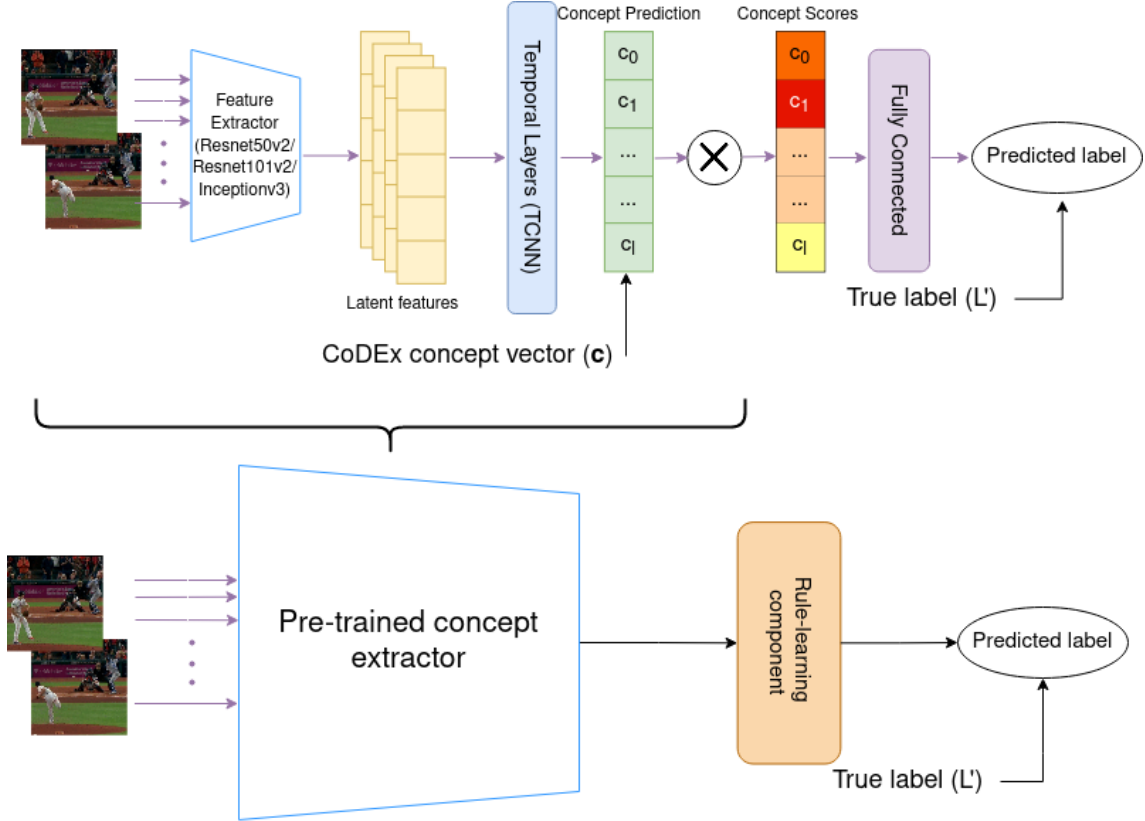 Concept Prediction
Concept Scores
Feature
Extractor
(Resnet50v2/
Resnet101v2/
Inceptionv3)
Latent features
Temporal Layers (TCNN)
c0
c1
...
...
cl
c0
c1
...
...
cl
Fully Connected
Predicted label
True label (L')
CoDEx concept vector (c)
Pre-trained concept
extractor
Rule-learning
component
Predicted label
True label (L')